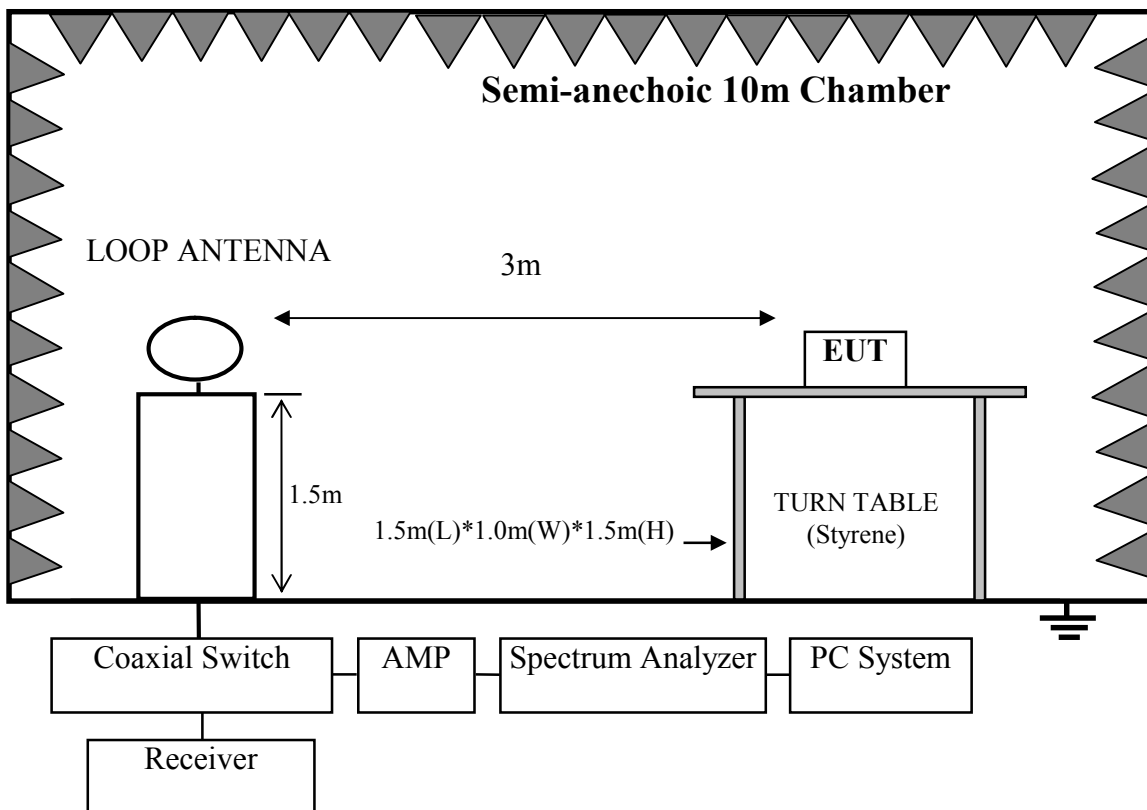 Semi-anechoic 10m Chamber
LOOP ANTENNA
3m
EUT
1.5m
1.5m(L)*1.0m(W)*1.5m(H)
TURN TABLE
(Styrene)
Coaxial Switch
AMP
Spectrum Analyzer
PC System
Receiver